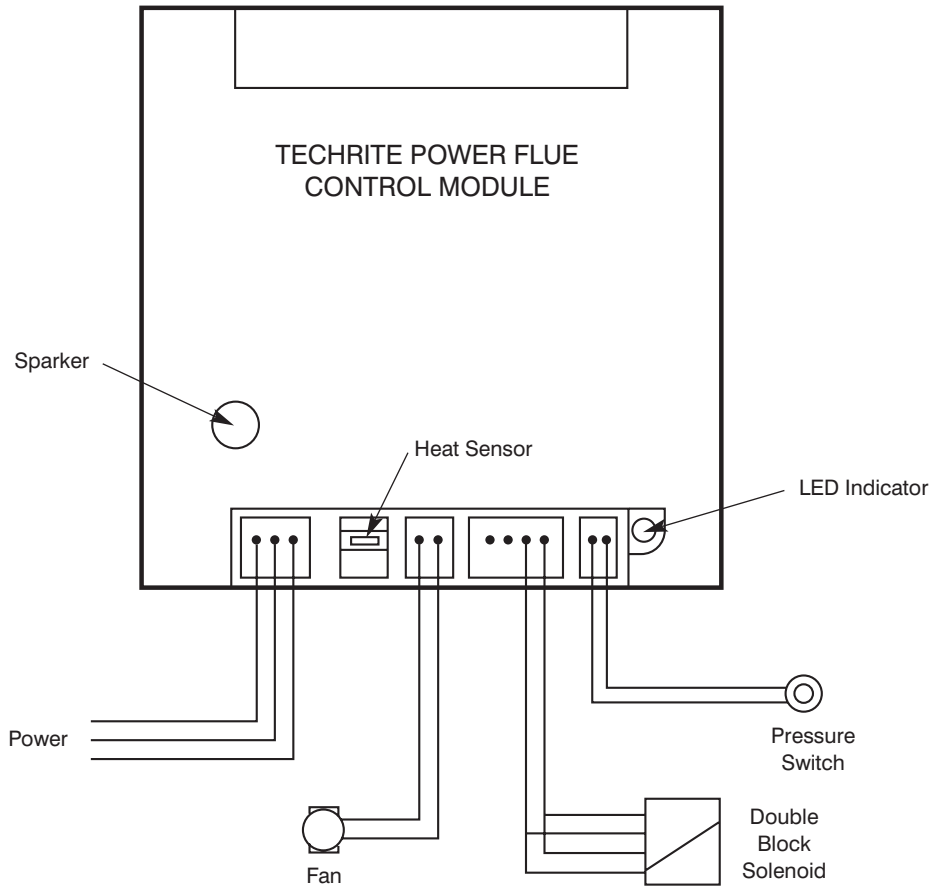 TECHRITE POWER FLUE
CONTROL MODULE
Sparker
Heat Sensor
LED Indicator
Power
Pressure
Switch
Fan
Double
Block
Solenoid